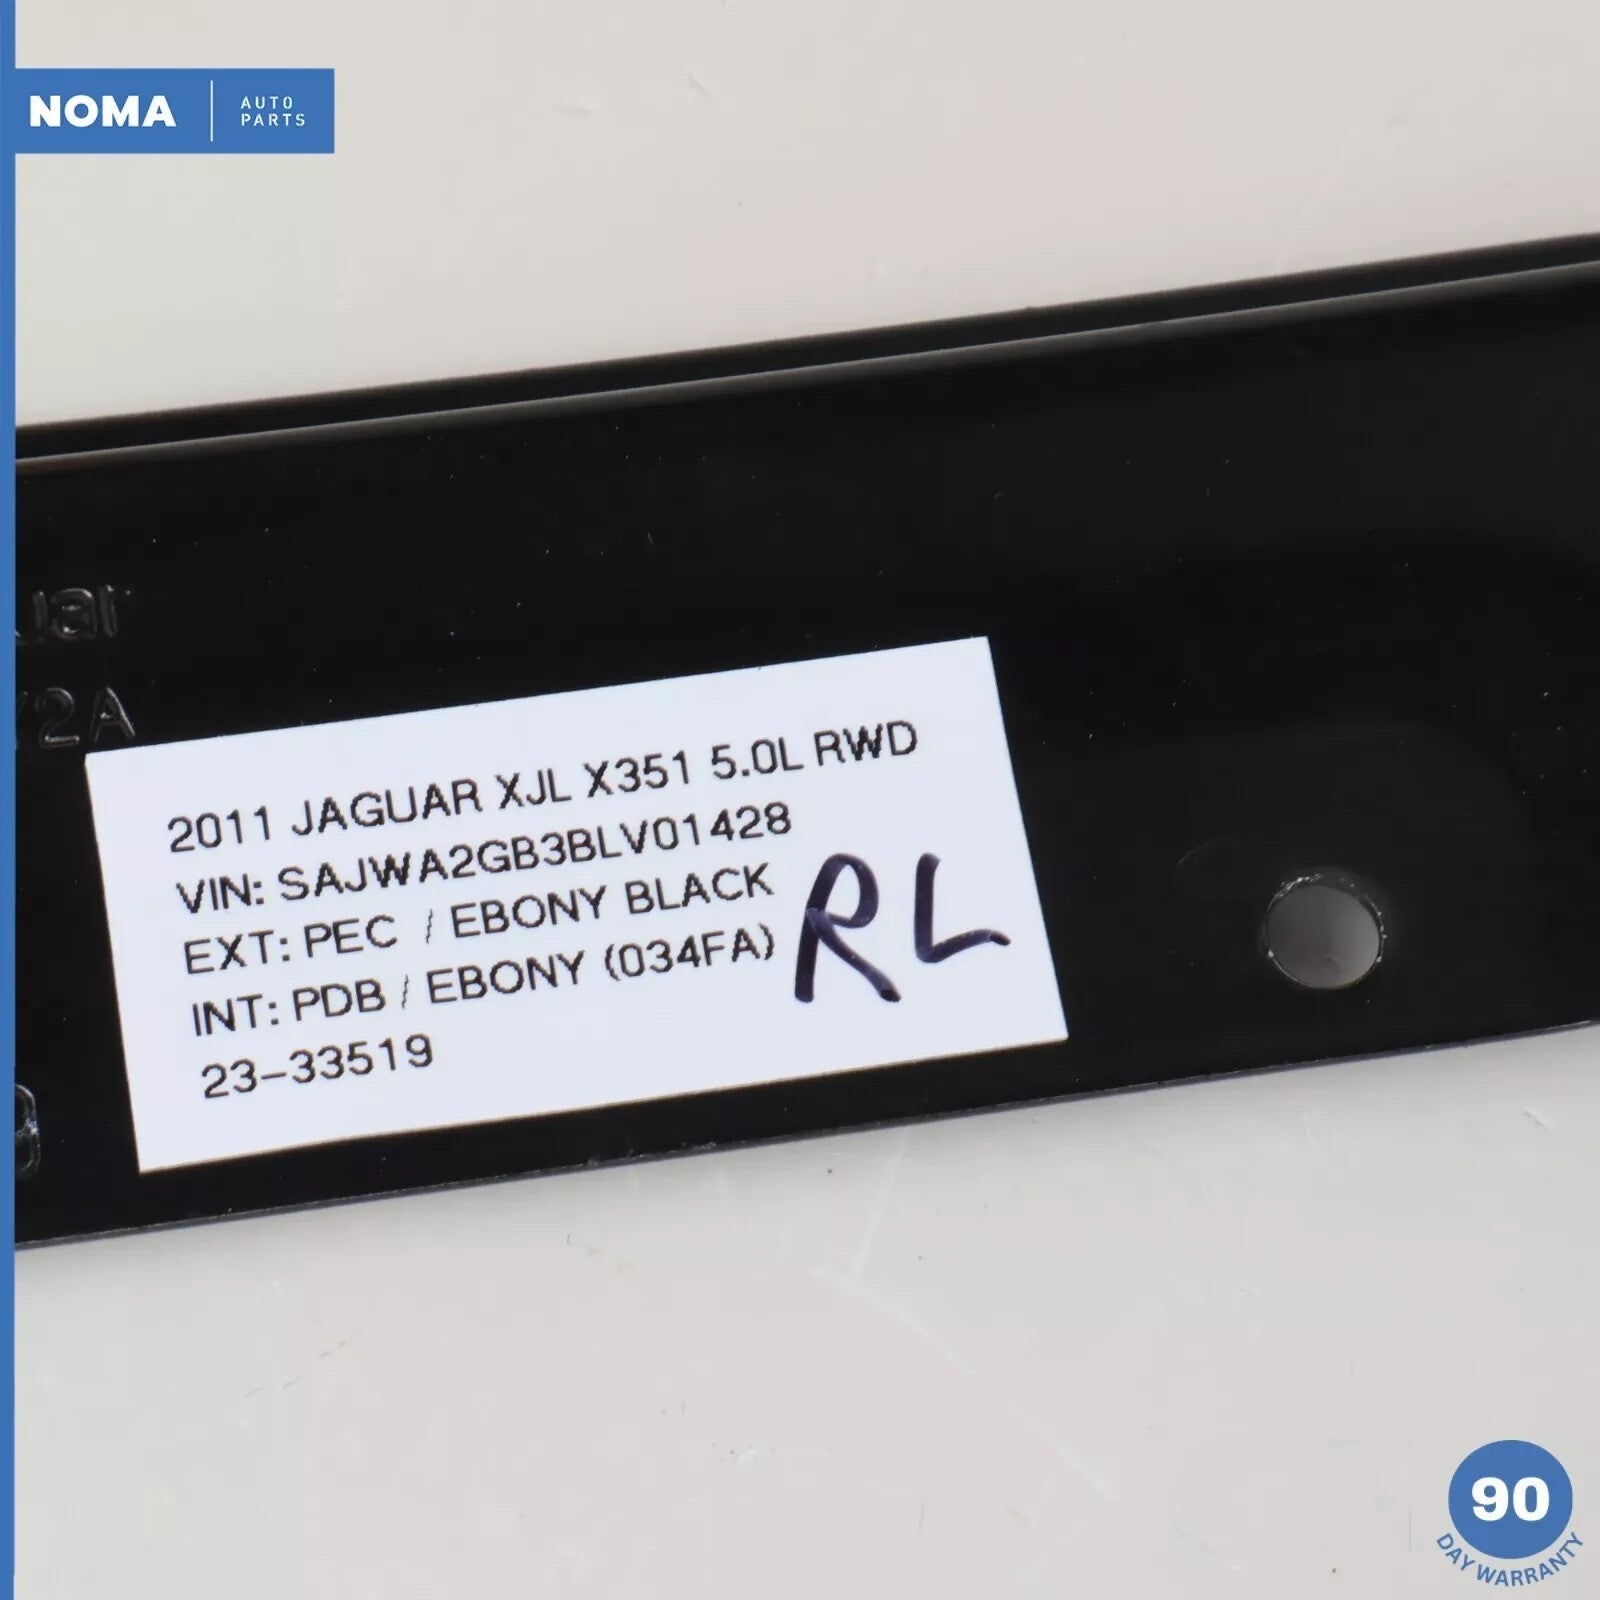 NOMA
AUTO
PARTS
2A
2011 JAGUAR XJL X351 5.0L RWD
VIN: SAJWA2GB3BLV01428
EXT: PEC / EBONY BLACK
INT: PDB / EBONY (034FA)
23-33519
RL
90
DAY WARRANTY